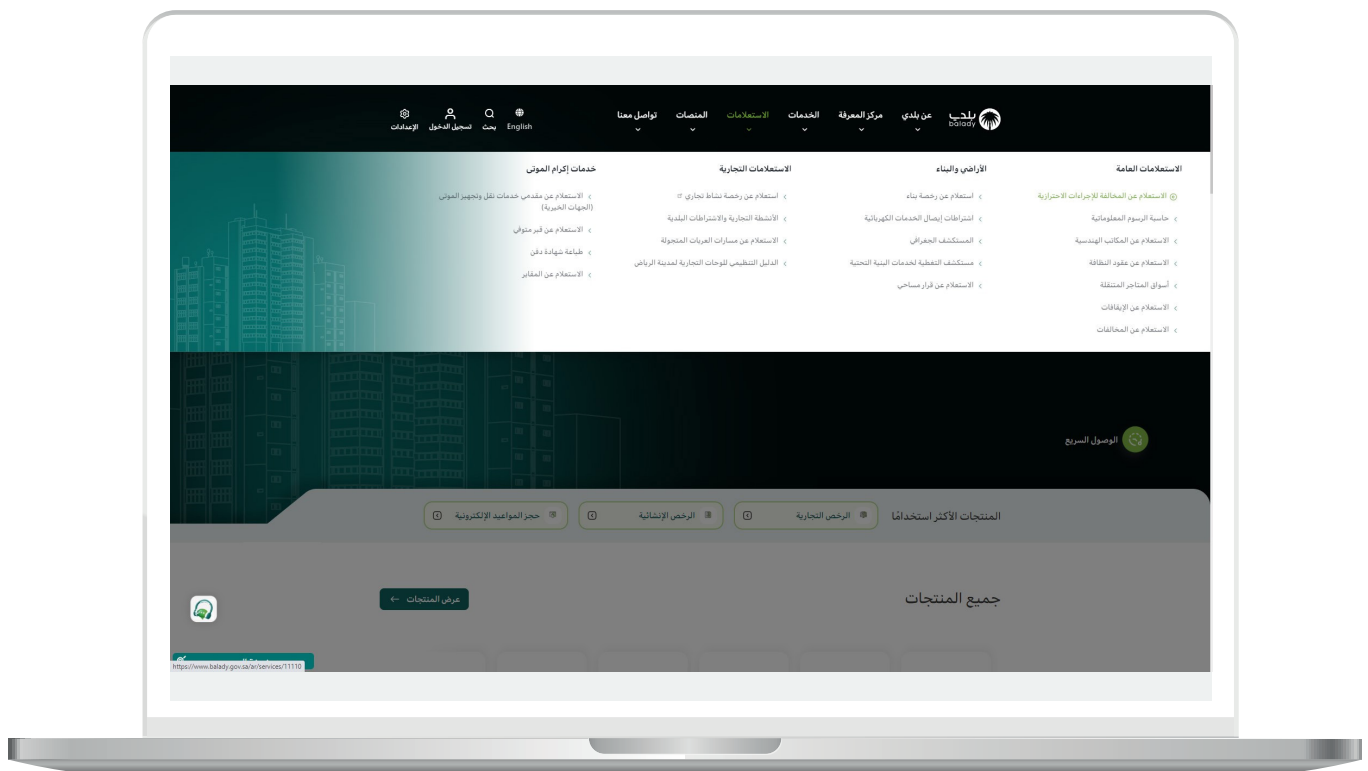 بلدي
balady
عن بلدي
مركز المعرفة
الخدمات
الاستعلامات
المنصات
تواصل معنا
English
بحث
تسجيل الدخول
الإعدادات
الاستعلامات العامة
الاستعلام عن المخالفة للإجراءات الاحترازية
حاسبة الرسوم المعلوماتية
الاستعلام عن المكاتب الهندسية
الاستعلام عن عقود النظافة
أسواق المتاجر المتنقلة
الاستعلام عن الإيقافات
الاستعلام عن المخالفات
الأراضي والبناء
استعلام عن رخصة بناء
اشتراطات إيصال الخدمات الكهربائية
المستكشف الجغرافي
مستكشف التغطية لخدمات البنية التحتية
الاستعلام عن قرار مساحي
الاستعلامات التجارية
استعلام عن رخصة نشاط تجاري
الأنشطة التجارية والاشتراطات البلدية
الاستعلام عن مسارات العربات المتجولة
الدليل التنظيمي للوحات التجارية لمدينة الرياض
خدمات إكرام الموتى
الاستعلام عن مقدمي خدمات نقل وتجهيز الموتى
(الجهات الخيرية)
الاستعلام عن قبر متوفي
طباعة شهادة دفن
الاستعلام عن المقابر
الوصول السريع
المنتجات الأكثر استخدامًا
الرخص التجارية
الرخص الإنشائية
حجز المواعيد الإلكترونية
جميع المنتجات
عرض المنتجات
https://www.balady.gov.sa/ar/services/11110